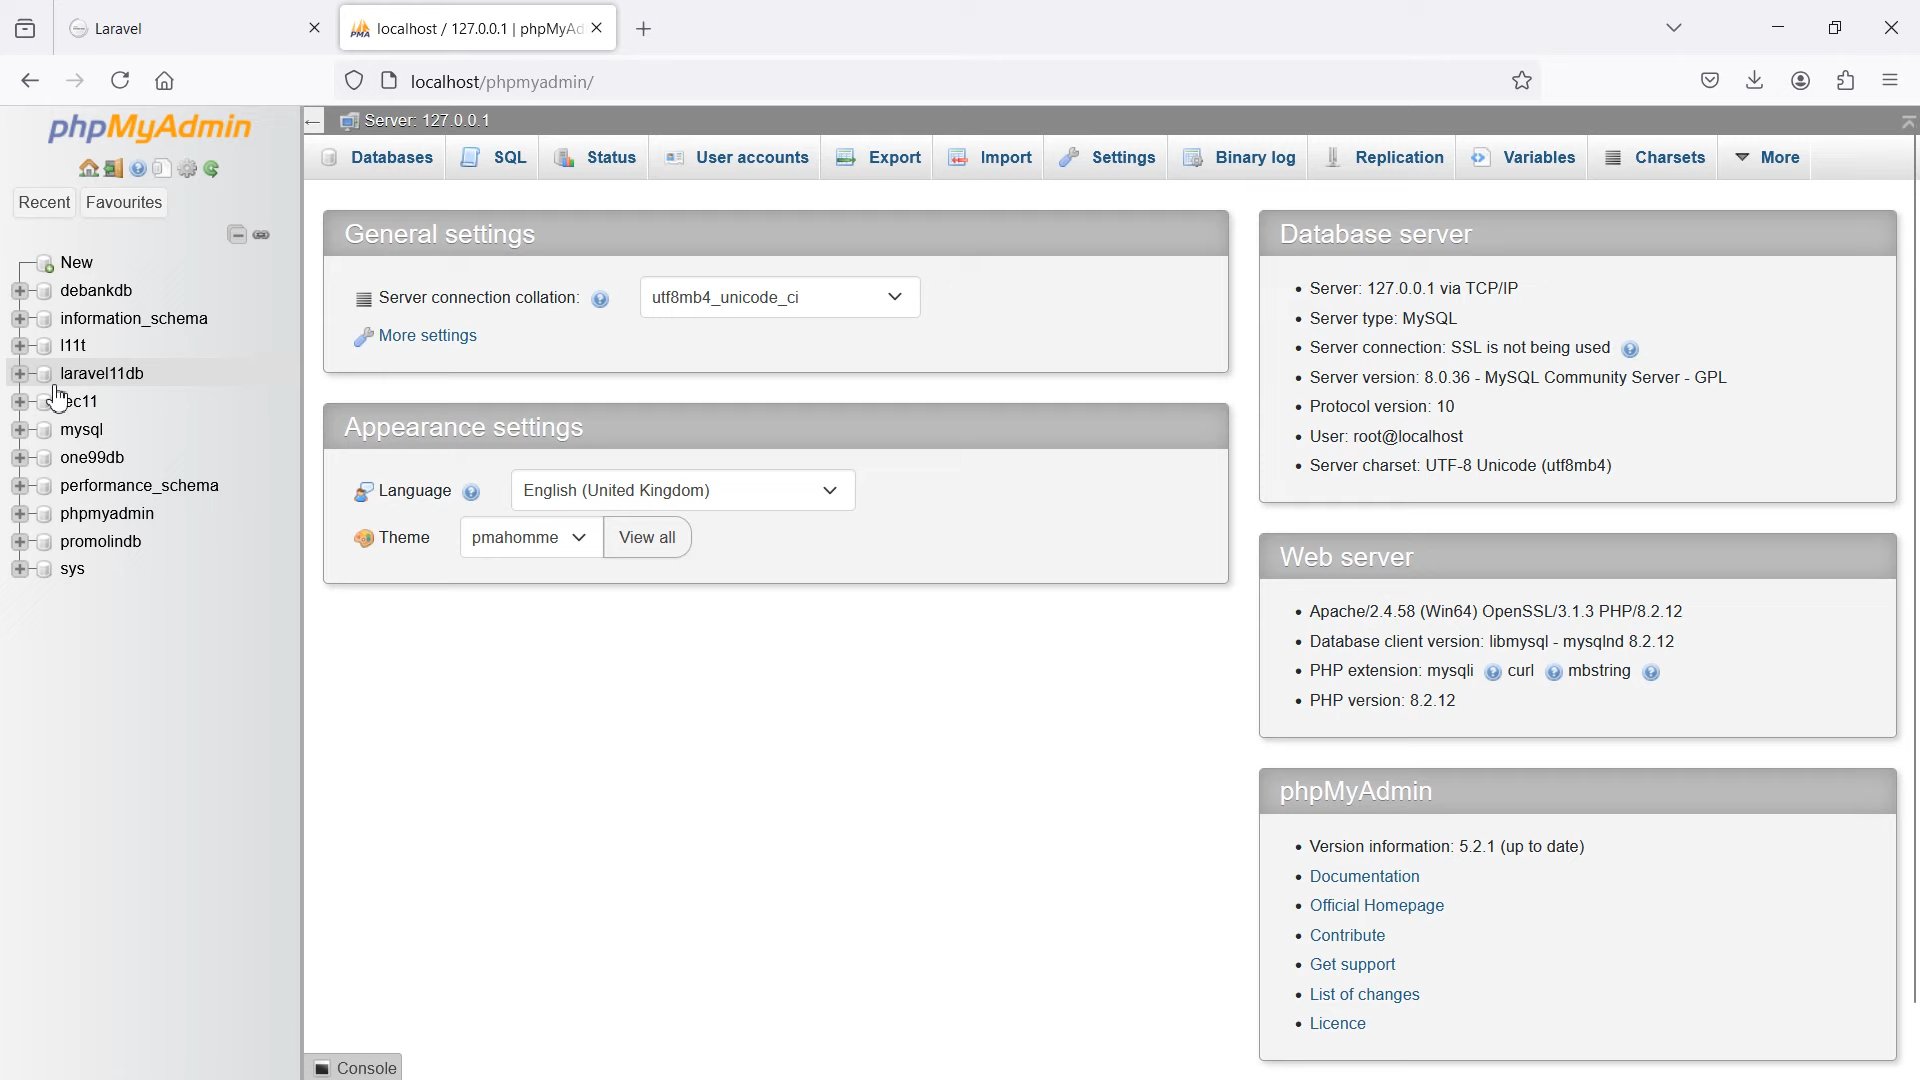 Laravel
localhost / 127.0.0.1 | phpMyAd
localhost/phpmyadmin/
phpMyAdmin
Recent
Favourites
New
debankdb
information_schema
l11t
laravel11db
ec11
mysql
one99db
performance_schema
phpmyadmin
promolindb
sys
Server: 127.0.0.1
Databases
SQL
Status
User accounts
Export
Import
Settings
Binary log
Replication
Variables
Charsets
More
General settings
Server connection collation:
utf8mb4_unicode_ci
More settings
Appearance settings
Language
English (United Kingdom)
Theme
pmahomme
View all
Database server
• Server: 127.0.0.1 via TCP/IP
• Server type: MySQL
• Server connection: SSL is not being used
• Server version: 8.0.36 - MySQL Community Server - GPL
• Protocol version: 10
• User: root@localhost
• Server charset: UTF-8 Unicode (utf8mb4)
Web server
• Apache/2.4.58 (Win64) OpenSSL/3.1.3 PHP/8.2.12
• Database client version: libmysql - mysqlnd 8.2.12
• PHP extension: mysqli curl mbstring
• PHP version: 8.2.12
phpMyAdmin
• Version information: 5.2.1 (up to date)
• Documentation
• Official Homepage
• Contribute
• Get support
• List of changes
• Licence
Console